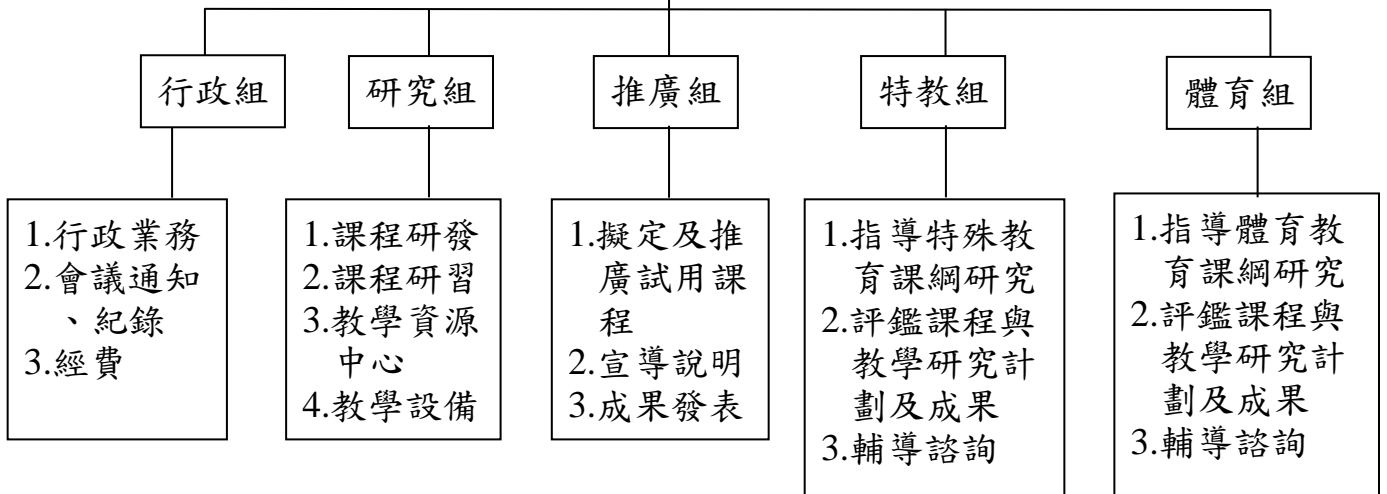 行政組
研究組
推廣組
特教組
體育組
1.行政業務
2.會議通知
、紀錄
3.經費
1.課程研發
2.課程研習
3.教學資源
中心
4.教學設備
1.擬定及推
廣試用課
程
2.宣導說明
3.成果發表
1.指導特殊教
育課綱研究
2.評鑑課程與
教學研究計
劃及成果
3.輔導諮詢
1.指導體育教
育課綱研究
2.評鑑課程與
教學研究計
劃及成果
3.輔導諮詢